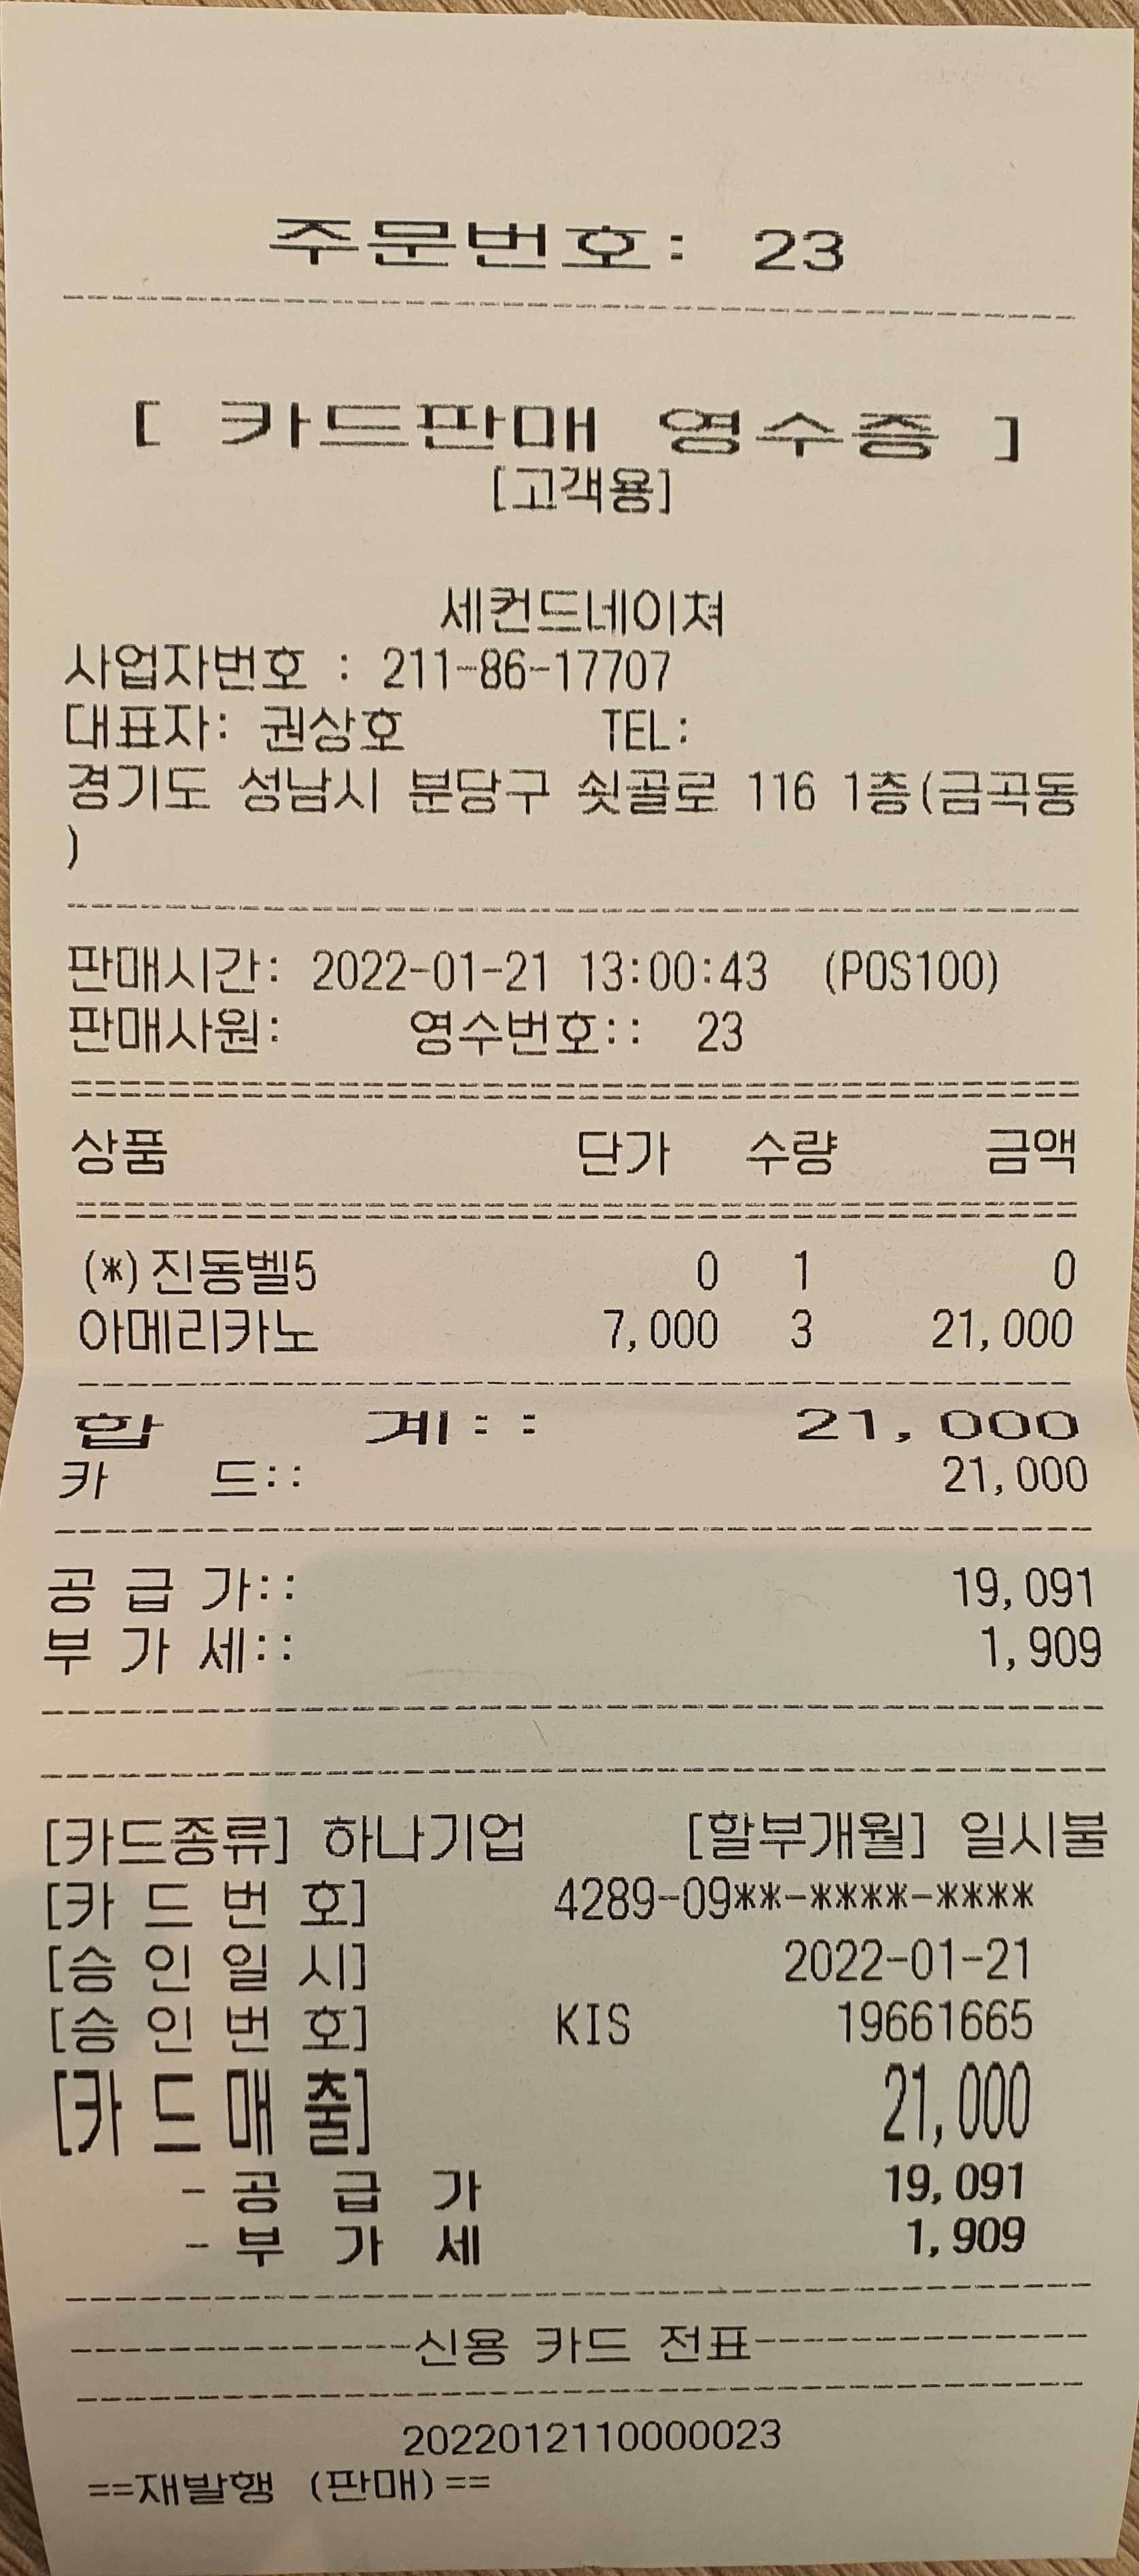 주문번호: 23
[ 카드판매 영수증 ]
[고객용]
세컨드네이쳐
사업자번호 : 211-86-17707
대표자: 권상호 TEL:
경기도 성남시 분당구 쇳골로 116 1층(금곡동
)
판매시간: 2022-01-21 13:00:43 (POS100)
판매사원: 영수번호:: 23
상품 단가 수량 금액
(*)진동벨5 0 1 0
아메리카노 7,000 3 21,000
합 계:: 21,000
카 드:: 21,000
공 급 가:: 19,091
부 가 세:: 1,909
[카드종류] 하나기업 [할부개월] 일시불
[카 드 번 호] 4289-09**-****-****
[승 인 일 시] 2022-01-21
[승 인 번 호] KIS 19661665
[카 드 매 출] 21,000
- 공 급 가 19,091
- 부 가 세 1,909
--------------신용 카드 전표--------------
2022012110000023
==재발행 (판매)==